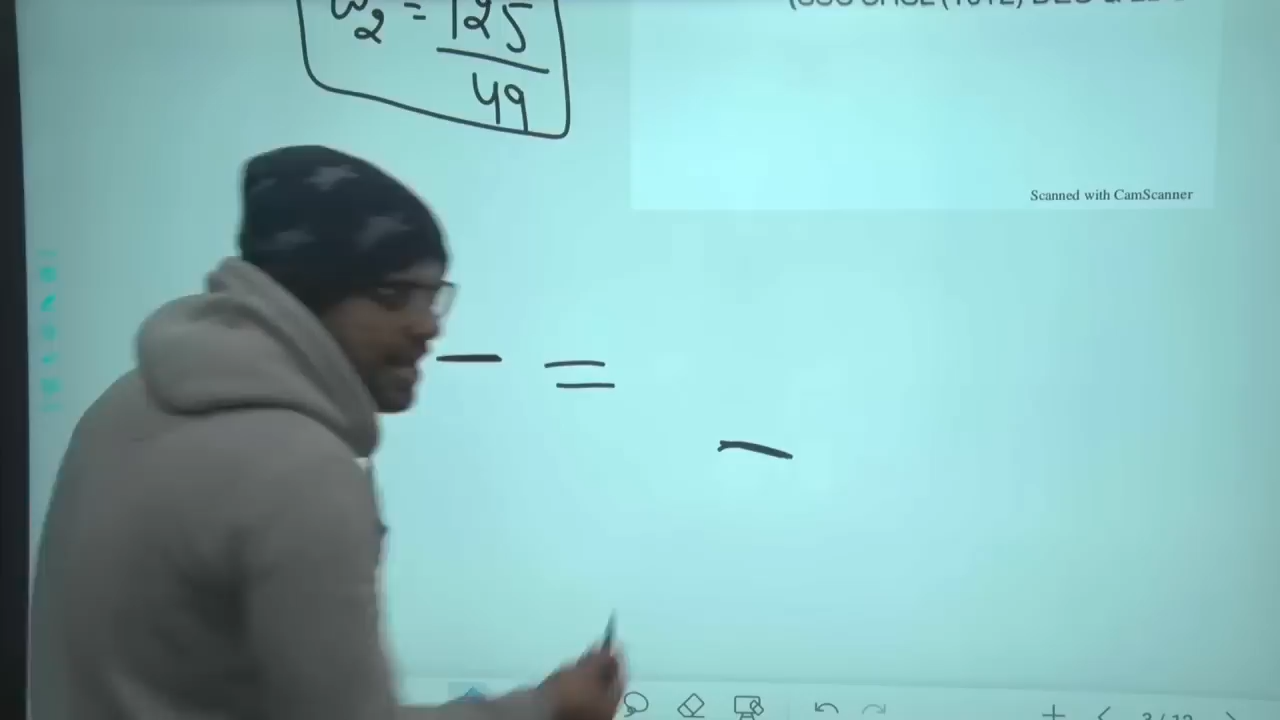 w₂ = 125
49
Scanned with CamScanner
— =
—